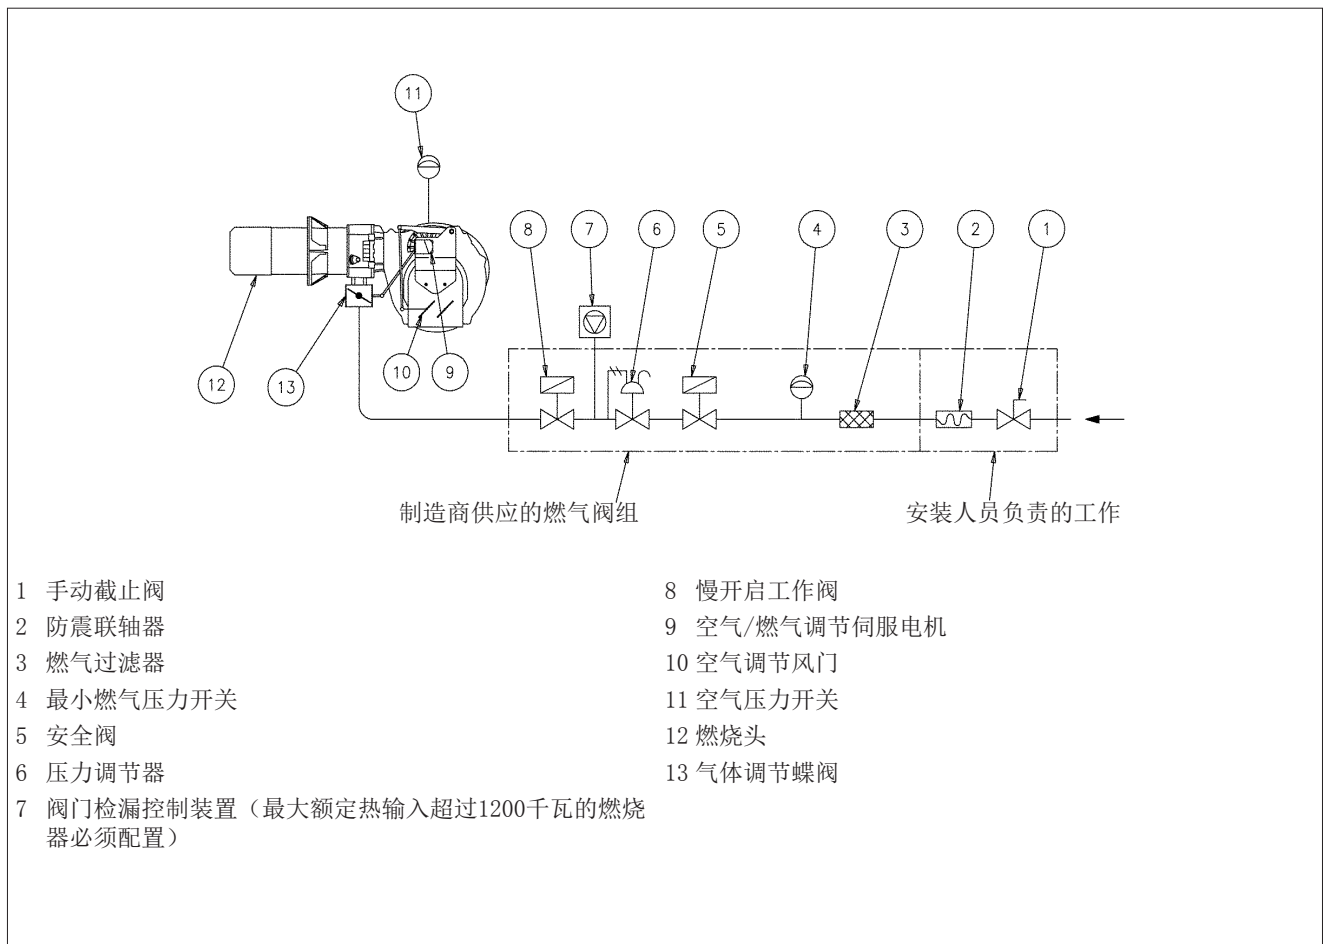 11
8
7
6
5
4
3
2
1
12
13
10
9
制造商供应的燃气阀组
安装人员负责的工作
1 手动截止阀
2 防震联轴器
3 燃气过滤器
4 最小燃气压力开关
5 安全阀
6 压力调节器
7 阀门检漏控制装置（最大额定热输入超过1200千瓦的燃烧
器必须配置）
8 慢开启工作阀
9 空气/燃气调节伺服电机
10 空气调节风门
11 空气压力开关
12 燃烧头
13 气体调节蝶阀